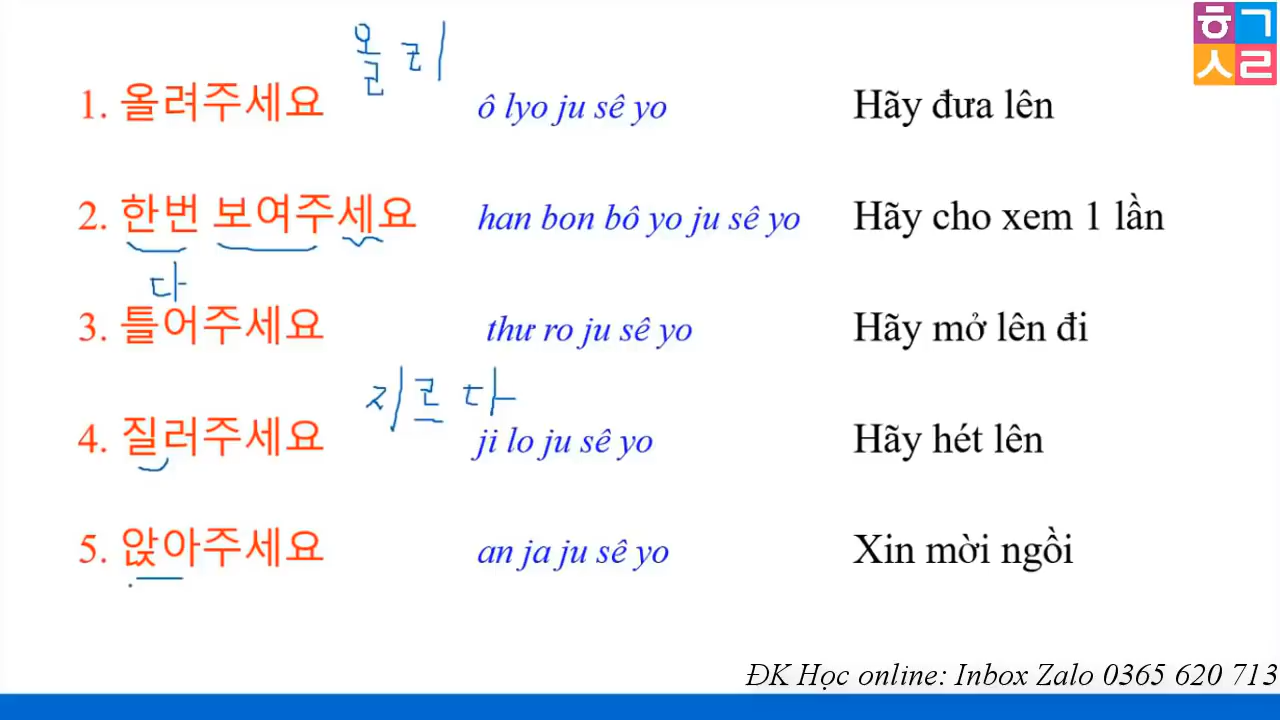 ㅎㄱ
ㅅㄹ
올리
1. 올려주세요 ô lyo ju sê yo Hãy đưa lên
2. 한번 보여주세요 han bon bô yo ju sê yo Hãy cho xem 1 lần
다
3. 틀어주세요 thư ro ju sê yo Hãy mở lên đi
지르다
4. 질러주세요 ji lo ju sê yo Hãy hét lên
5. 앉아주세요 an ja ju sê yo Xin mời ngồi
ĐK Học online: Inbox Zalo 0365 620 713